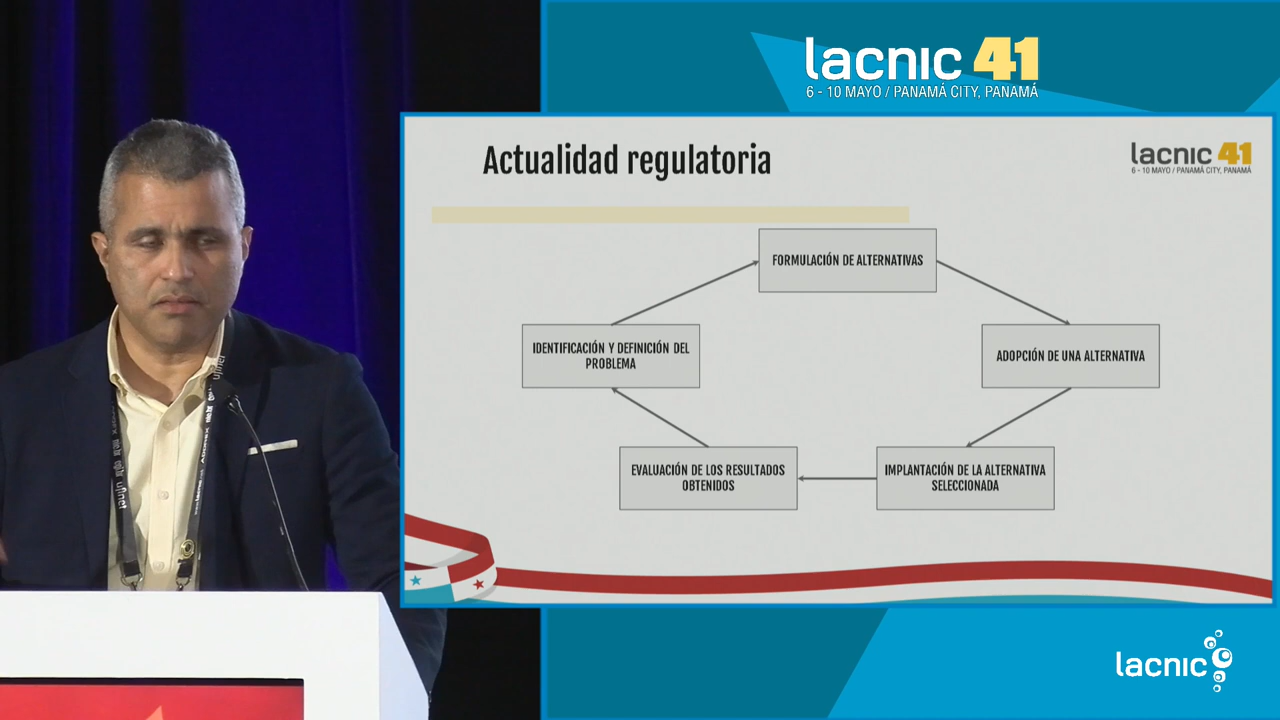 lacnic 41
6 - 10 MAYO / PANAMÁ CITY, PANAMÁ
Actualidad regulatoria
lacnic 41
6 - 10 MAYO / PANAMÁ CITY, PANAMÁ
FORMULACIÓN DE ALTERNATIVAS
IDENTIFICACIÓN Y DEFINICIÓN DEL
PROBLEMA
ADOPCIÓN DE UNA ALTERNATIVA
EVALUACIÓN DE LOS RESULTADOS
OBTENIDOS
IMPLANTACIÓN DE LA ALTERNATIVA
SELECCIONADA
ufinet
ufinet
lacnic